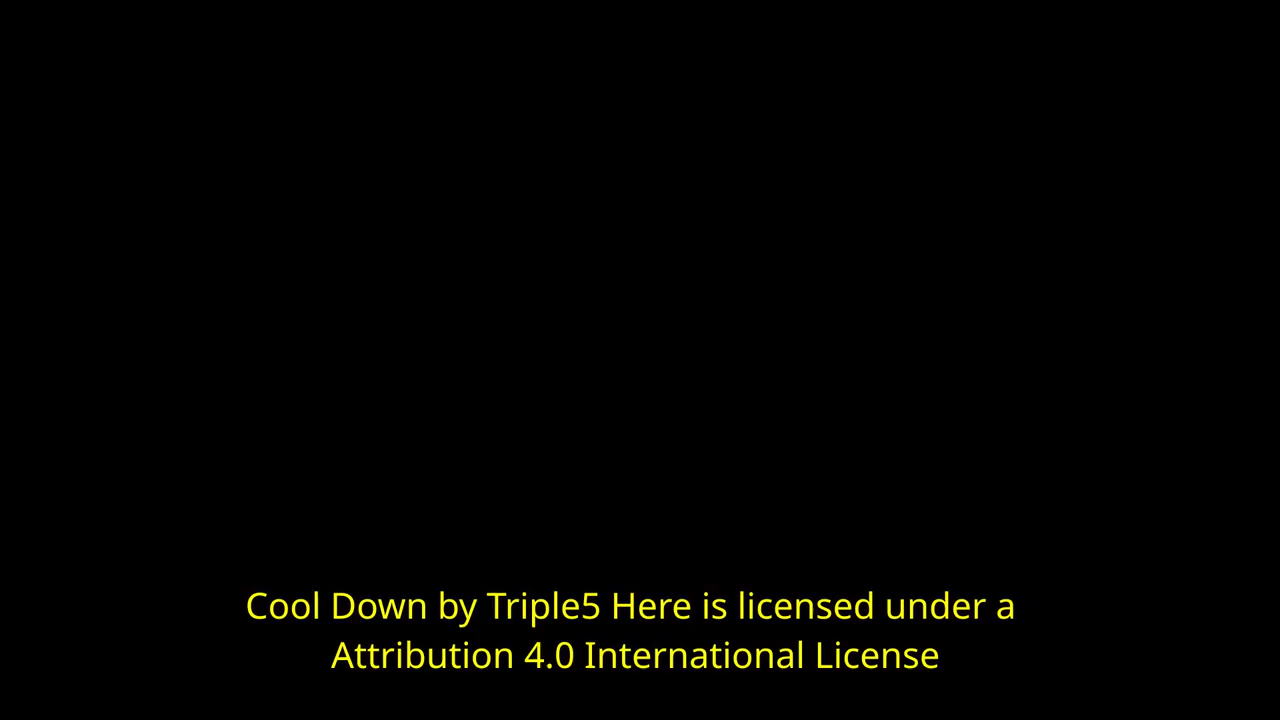 Cool Down by Triple5 Here is licensed under a
Attribution 4.0 International License